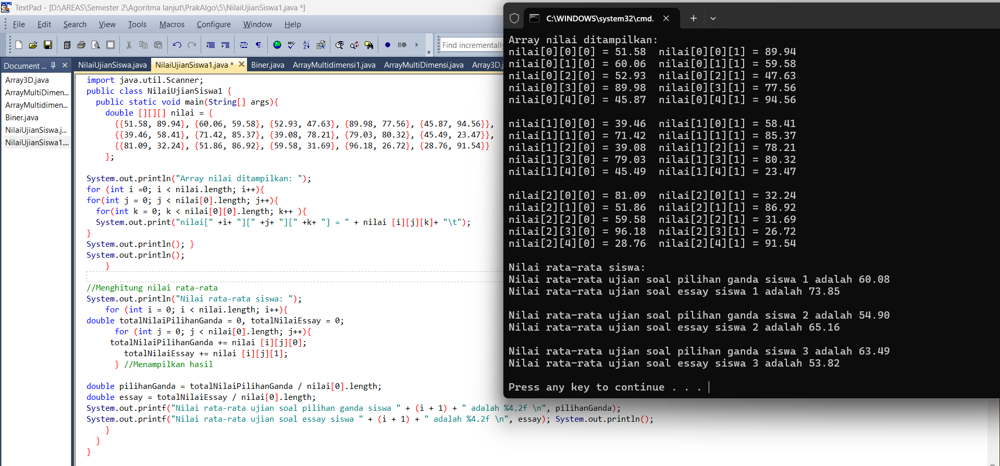 TextPad - [D:\AREAS\Semester 2\Agoritma lanjut\PrakAlgo\5\NilaiUjianSiswa1.java *]
File Edit Search View Tools Macros Configure Window Help
Find incrementally
Document ...
NilaiUjianSiswa.java NilaiUjianSiswa1.java * Biner.java ArrayMultidimensi1.java ArrayMultiDimensi.java Array3D.j
Array3D.java
ArrayMultiDimen...
ArrayMultidimen...
Biner.java
NilaiUjianSiswa.j...
NilaiUjianSiswa1....
import java.util.Scanner;
public class NilaiUjianSiswa1 {
public static void main(String[] args){
double [][][] nilai = {
{{51.58, 89.94}, {60.06, 59.58}, {52.93, 47.63}, {89.98, 77.56}, {45.87, 94.56}},
{{39.46, 58.41}, {71.42, 85.37}, {39.08, 78.21}, {79.03, 80.32}, {45.49, 23.47}},
{{81.09, 32.24}, {51.86, 86.92}, {59.58, 31.69}, {96.18, 26.72}, {28.76, 91.54}}
};
System.out.println("Array nilai ditampilkan: ");
for (int i =0; i < nilai.length; i++){
for(int j = 0; j < nilai[0].length; j++){
for(int k = 0; k < nilai[0][0].length; k++ ){
System.out.print("nilai[" +i+ "][" +j+ "][" +k+ "] = " + nilai [i][j][k]+ "\t");
}
System.out.println(); }
System.out.println();
}
//Menghitung nilai rata-rata
System.out.println("Nilai rata-rata siswa: ");
for (int i = 0; i < nilai.length; i++){
double totalNilaiPilihanGanda = 0, totalNilaiEssay = 0;
for (int j = 0; j < nilai[0].length; j++){
totalNilaiPilihanGanda += nilai [i][j][0];
totalNilaiEssay += nilai [i][j][1];
} //Menampilkan hasil
double pilihanGanda = totalNilaiPilihanGanda / nilai[0].length;
double essay = totalNilaiEssay / nilai[0].length;
System.out.printf("Nilai rata-rata ujian soal pilihan ganda siswa " + (i + 1) + " adalah %4.2f \n", pilihanGanda);
System.out.printf("Nilai rata-rata ujian soal essay siswa " + (i + 1) + " adalah %4.2f \n", essay); System.out.println();
}
}
}
C:\WINDOWS\system32\cmd.
Array nilai ditampilkan:
nilai[0][0][0] = 51.58 nilai[0][0][1] = 89.94
nilai[0][1][0] = 60.06 nilai[0][1][1] = 59.58
nilai[0][2][0] = 52.93 nilai[0][2][1] = 47.63
nilai[0][3][0] = 89.98 nilai[0][3][1] = 77.56
nilai[0][4][0] = 45.87 nilai[0][4][1] = 94.56
nilai[1][0][0] = 39.46 nilai[1][0][1] = 58.41
nilai[1][1][0] = 71.42 nilai[1][1][1] = 85.37
nilai[1][2][0] = 39.08 nilai[1][2][1] = 78.21
nilai[1][3][0] = 79.03 nilai[1][3][1] = 80.32
nilai[1][4][0] = 45.49 nilai[1][4][1] = 23.47
nilai[2][0][0] = 81.09 nilai[2][0][1] = 32.24
nilai[2][1][0] = 51.86 nilai[2][1][1] = 86.92
nilai[2][2][0] = 59.58 nilai[2][2][1] = 31.69
nilai[2][3][0] = 96.18 nilai[2][3][1] = 26.72
nilai[2][4][0] = 28.76 nilai[2][4][1] = 91.54
Nilai rata-rata siswa:
Nilai rata-rata ujian soal pilihan ganda siswa 1 adalah 60.08
Nilai rata-rata ujian soal essay siswa 1 adalah 73.85
Nilai rata-rata ujian soal pilihan ganda siswa 2 adalah 54.90
Nilai rata-rata ujian soal essay siswa 2 adalah 65.16
Nilai rata-rata ujian soal pilihan ganda siswa 3 adalah 63.49
Nilai rata-rata ujian soal essay siswa 3 adalah 53.82
Press any key to continue . . .